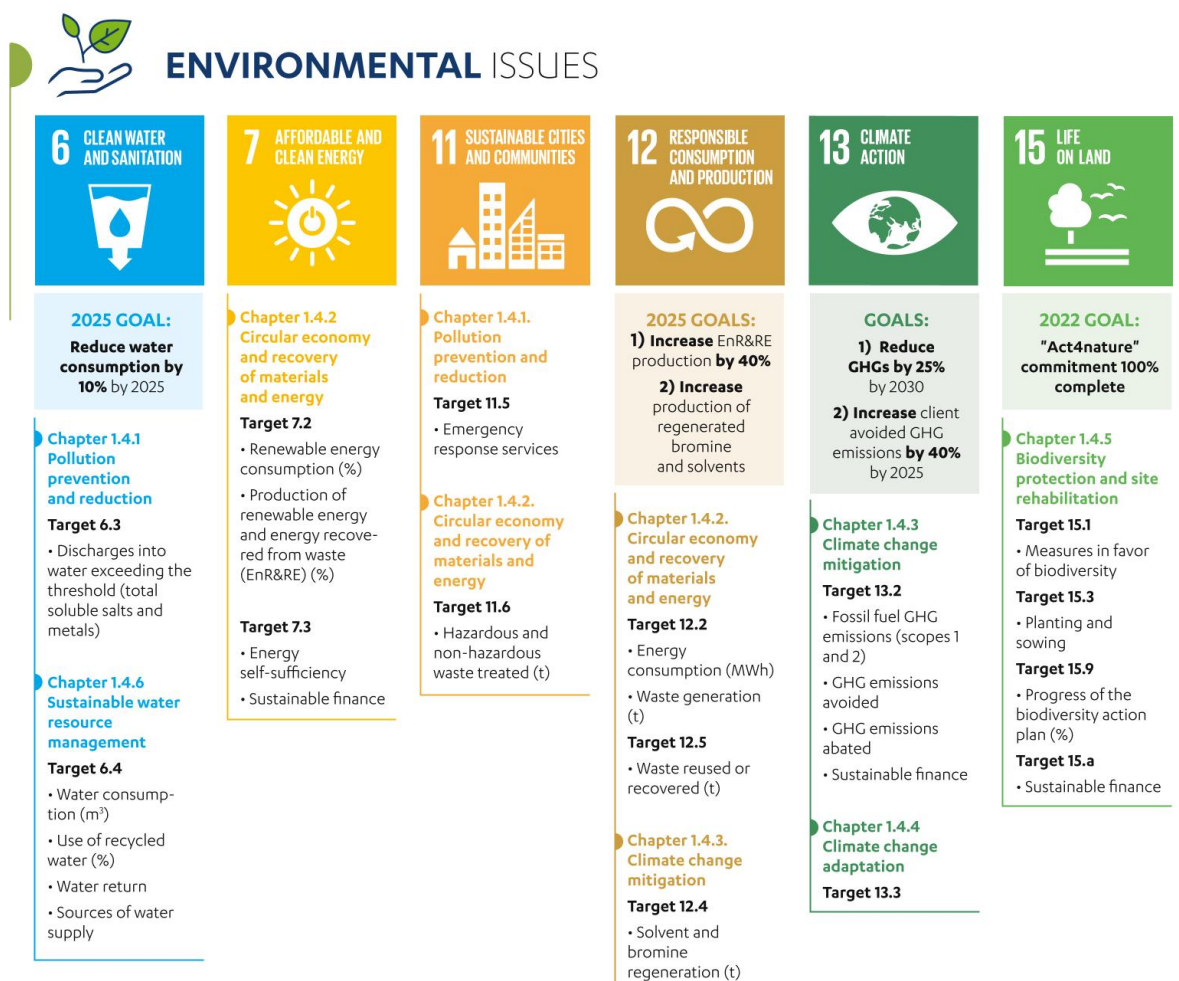 ENVIRONMENTAL ISSUES
6 CLEAN WATER
AND SANITATION
2025 GOAL:
Reduce water
consumption by
10% by 2025
Chapter 1.4.1
Pollution
prevention
and reduction
Target 6.3
• Discharges into
water exceeding the
threshold (total
soluble salts and
metals)
Chapter 1.4.6
Sustainable water
resource
management
Target 6.4
• Water consump-
tion (m³)
• Use of recycled
water (%)
• Water return
• Sources of water
supply
7 AFFORDABLE AND
CLEAN ENERGY
Chapter 1.4.2
Circular economy
and recovery
of materials
and energy
Target 7.2
• Renewable energy
consumption (%)
• Production of
renewable energy
and energy recove-
red from waste
(EnR&RE) (%)
Target 7.3
• Energy
self-sufficiency
• Sustainable finance
11 SUSTAINABLE CITIES
AND COMMUNITIES
Chapter 1.4.1.
Pollution
prevention and
reduction
Target 11.5
• Emergency
response services
Chapter 1.4.2.
Circular economy
and recovery of
materials and
energy
Target 11.6
• Hazardous and
non-hazardous
waste treated (t)
12 RESPONSIBLE
CONSUMPTION
AND PRODUCTION
2025 GOALS:
1) Increase EnR&RE
production by 40%
2) Increase
production of
regenerated
bromine
and solvents
Chapter 1.4.2.
Circular economy
and recovery
of materials
and energy
Target 12.2
• Energy
consumption (MWh)
• Waste generation
(t)
Target 12.5
• Waste reused or
recovered (t)
Chapter 1.4.3.
Climate change
mitigation
Target 12.4
• Solvent and
bromine
regeneration (t)
13 CLIMATE
ACTION
GOALS:
1) Reduce
GHGs by 25%
by 2030
2) Increase client
avoided GHG
emissions by 40%
by 2025
Chapter 1.4.3
Climate change
mitigation
Target 13.2
• Fossil fuel GHG
emissions (scopes 1
and 2)
• GHG emissions
avoided
• GHG emissions
abated
• Sustainable finance
Chapter 1.4.4
Climate change
adaptation
Target 13.3
15 LIFE
ON LAND
2022 GOAL:
"Act4nature"
commitment 100%
complete
Chapter 1.4.5
Biodiversity
protection and site
rehabilitation
Target 15.1
• Measures in favor
of biodiversity
Target 15.3
• Planting and
sowing
Target 15.9
• Progress of the
biodiversity action
plan (%)
Target 15.a
• Sustainable finance